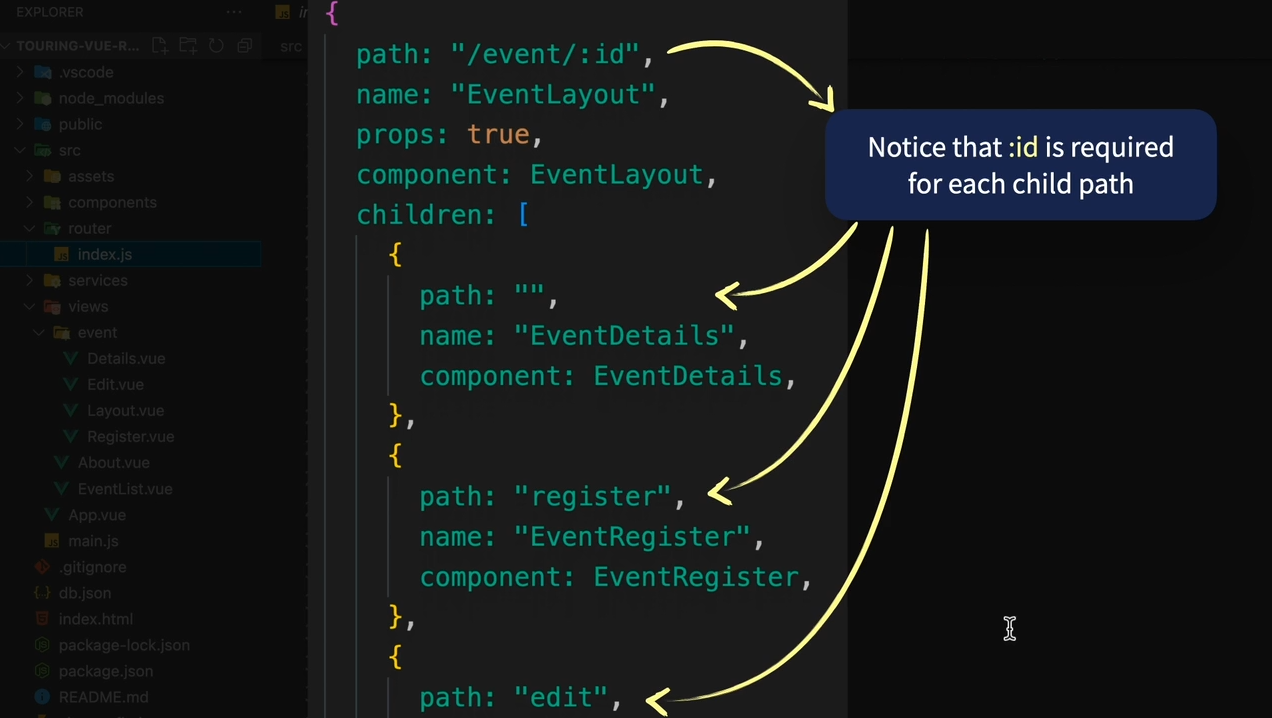 EXPLORER
TOURING-VUE-R...
.vscode
node_modules
public
src
assets
components
router
index.js
services
views
event
Details.vue
Edit.vue
Layout.vue
Register.vue
About.vue
EventList.vue
App.vue
main.js
.gitignore
db.json
index.html
package-lock.json
package.json
README.md
src
{
path: "/event/:id",
name: "EventLayout",
props: true,
component: EventLayout,
children: [
{
path: "",
name: "EventDetails",
component: EventDetails,
},
{
path: "register",
name: "EventRegister",
component: EventRegister,
},
{
path: "edit",
Notice that :id is required
for each child path